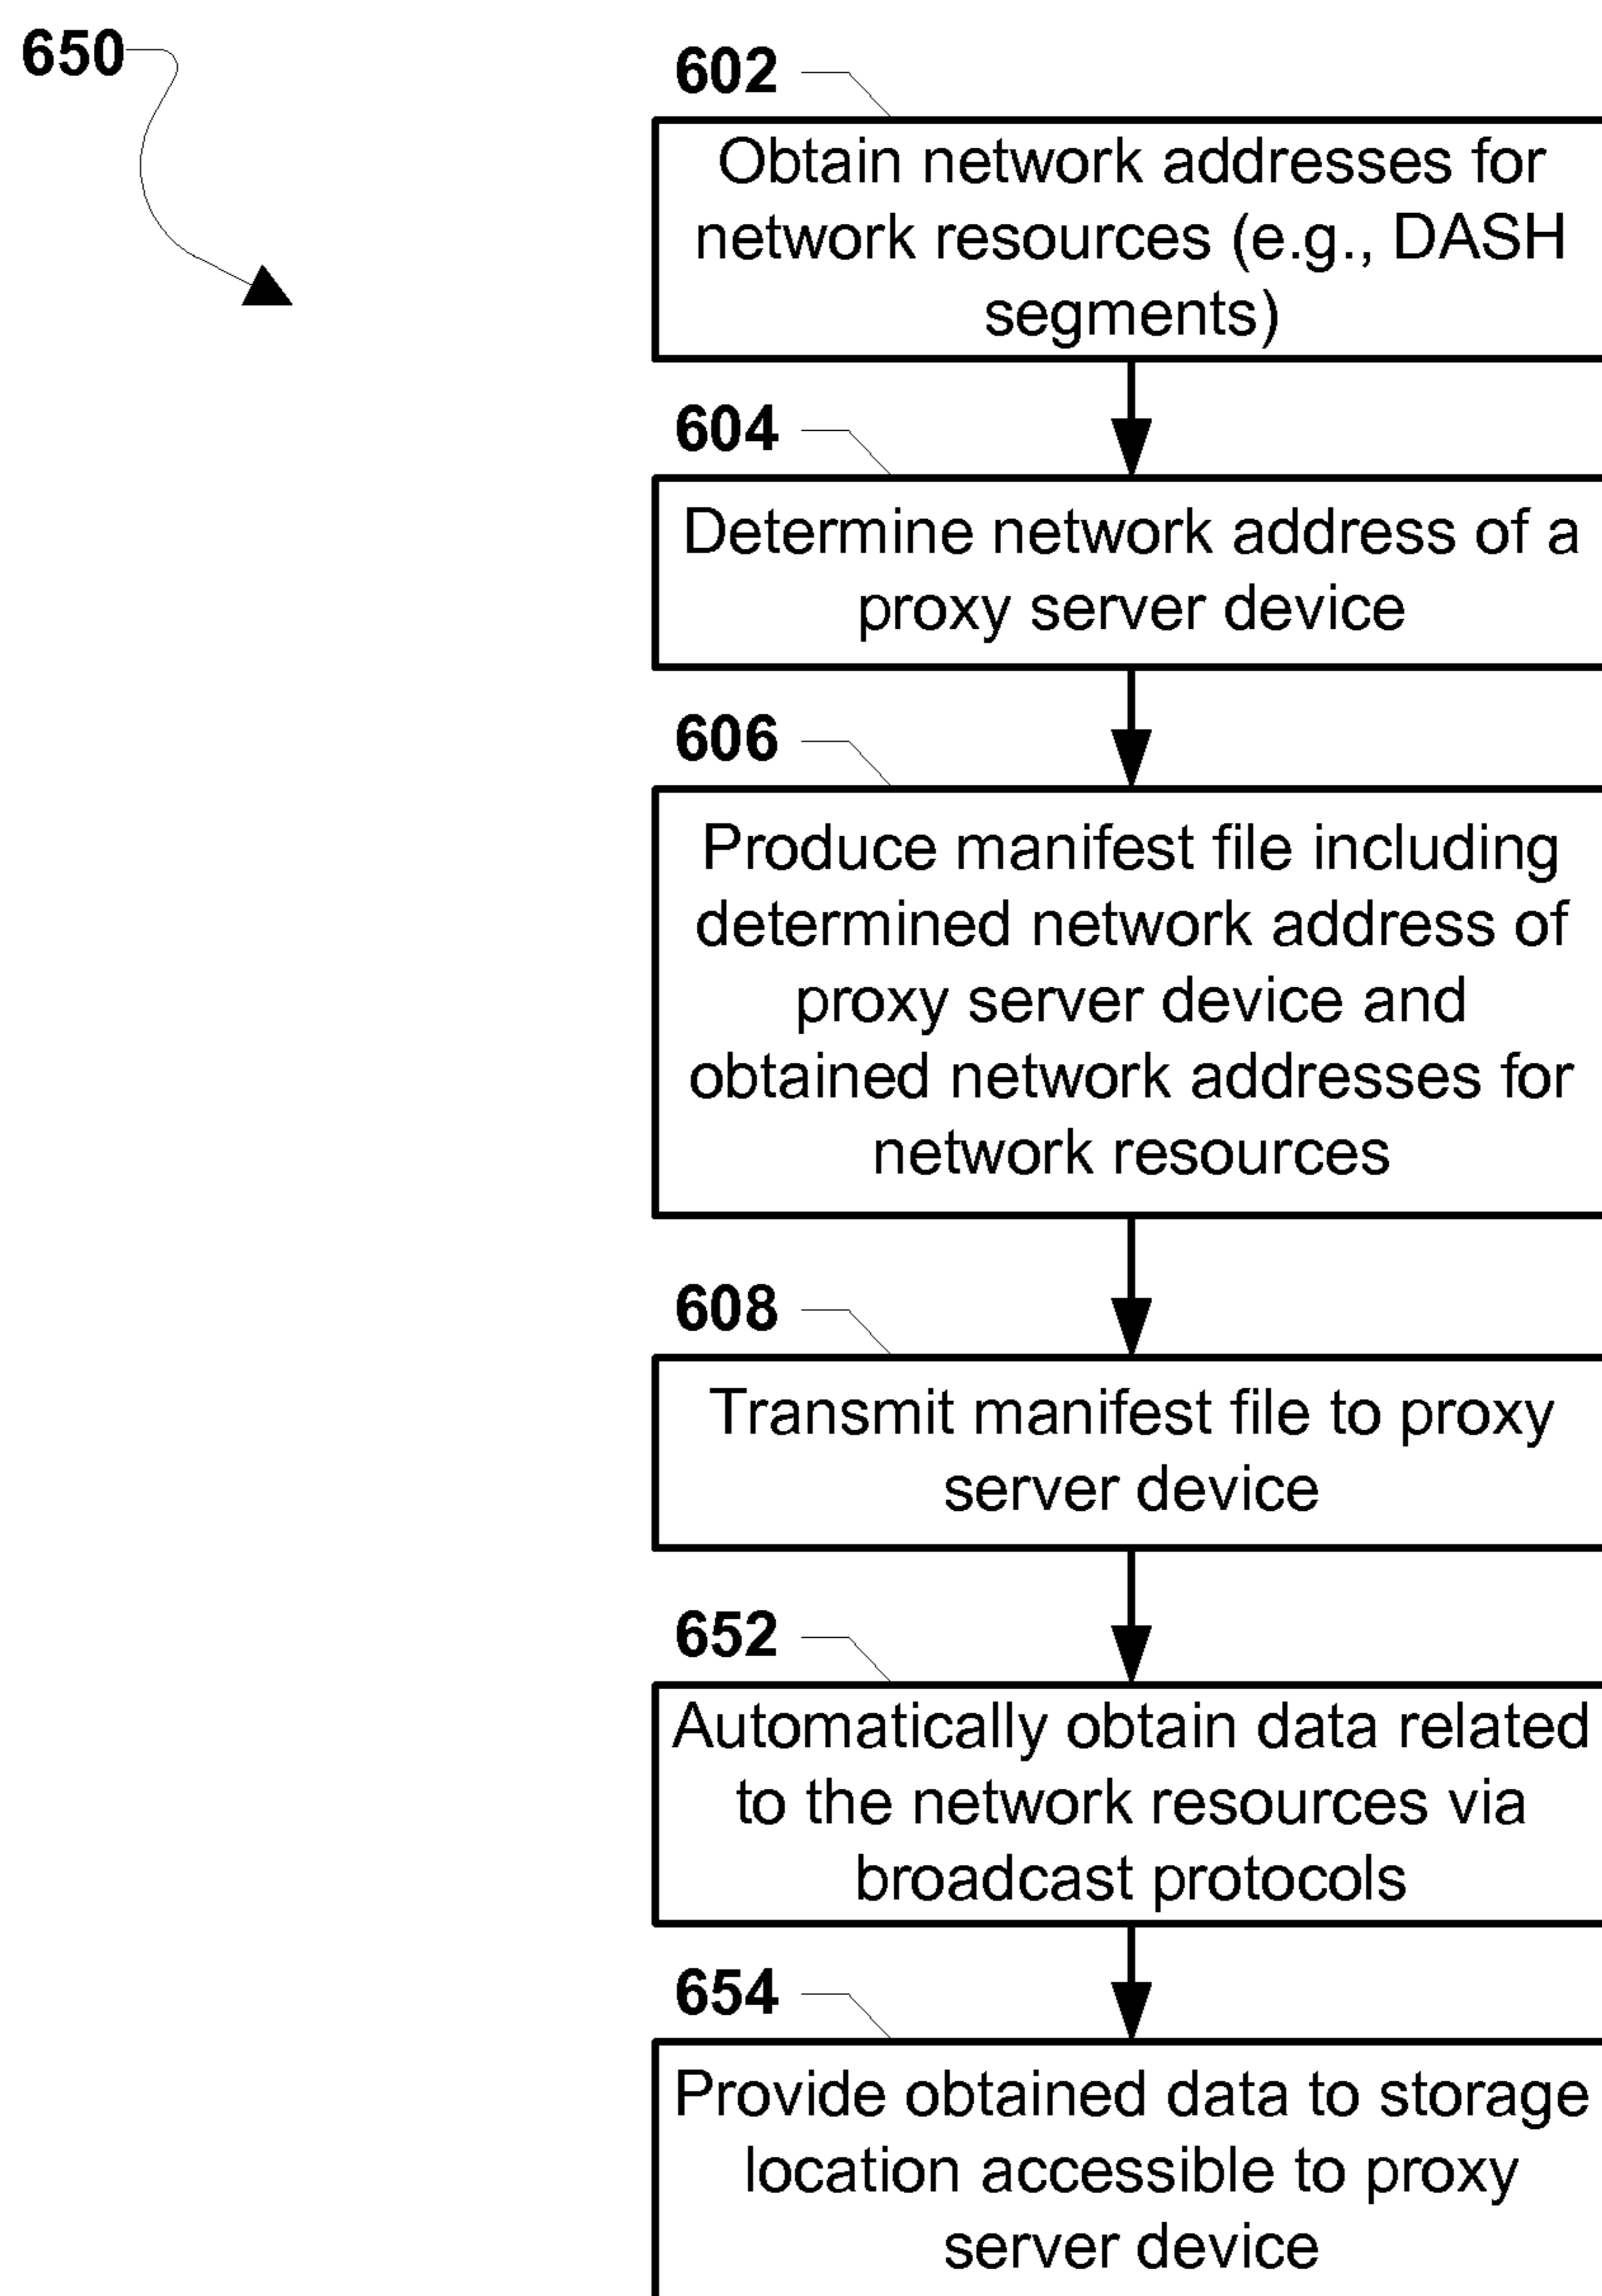 650
602
Obtain network addresses for
network resources (e.g., DASH
segments)
604
Determine network address of a
proxy server device
606
Produce manifest file including
determined network address of
proxy server device and
obtained network addresses for
network resources
608
Transmit manifest file to proxy
server device
652
Automatically obtain data related
to the network resources via
broadcast protocols
654
Provide obtained data to storage
location accessible to proxy
server device